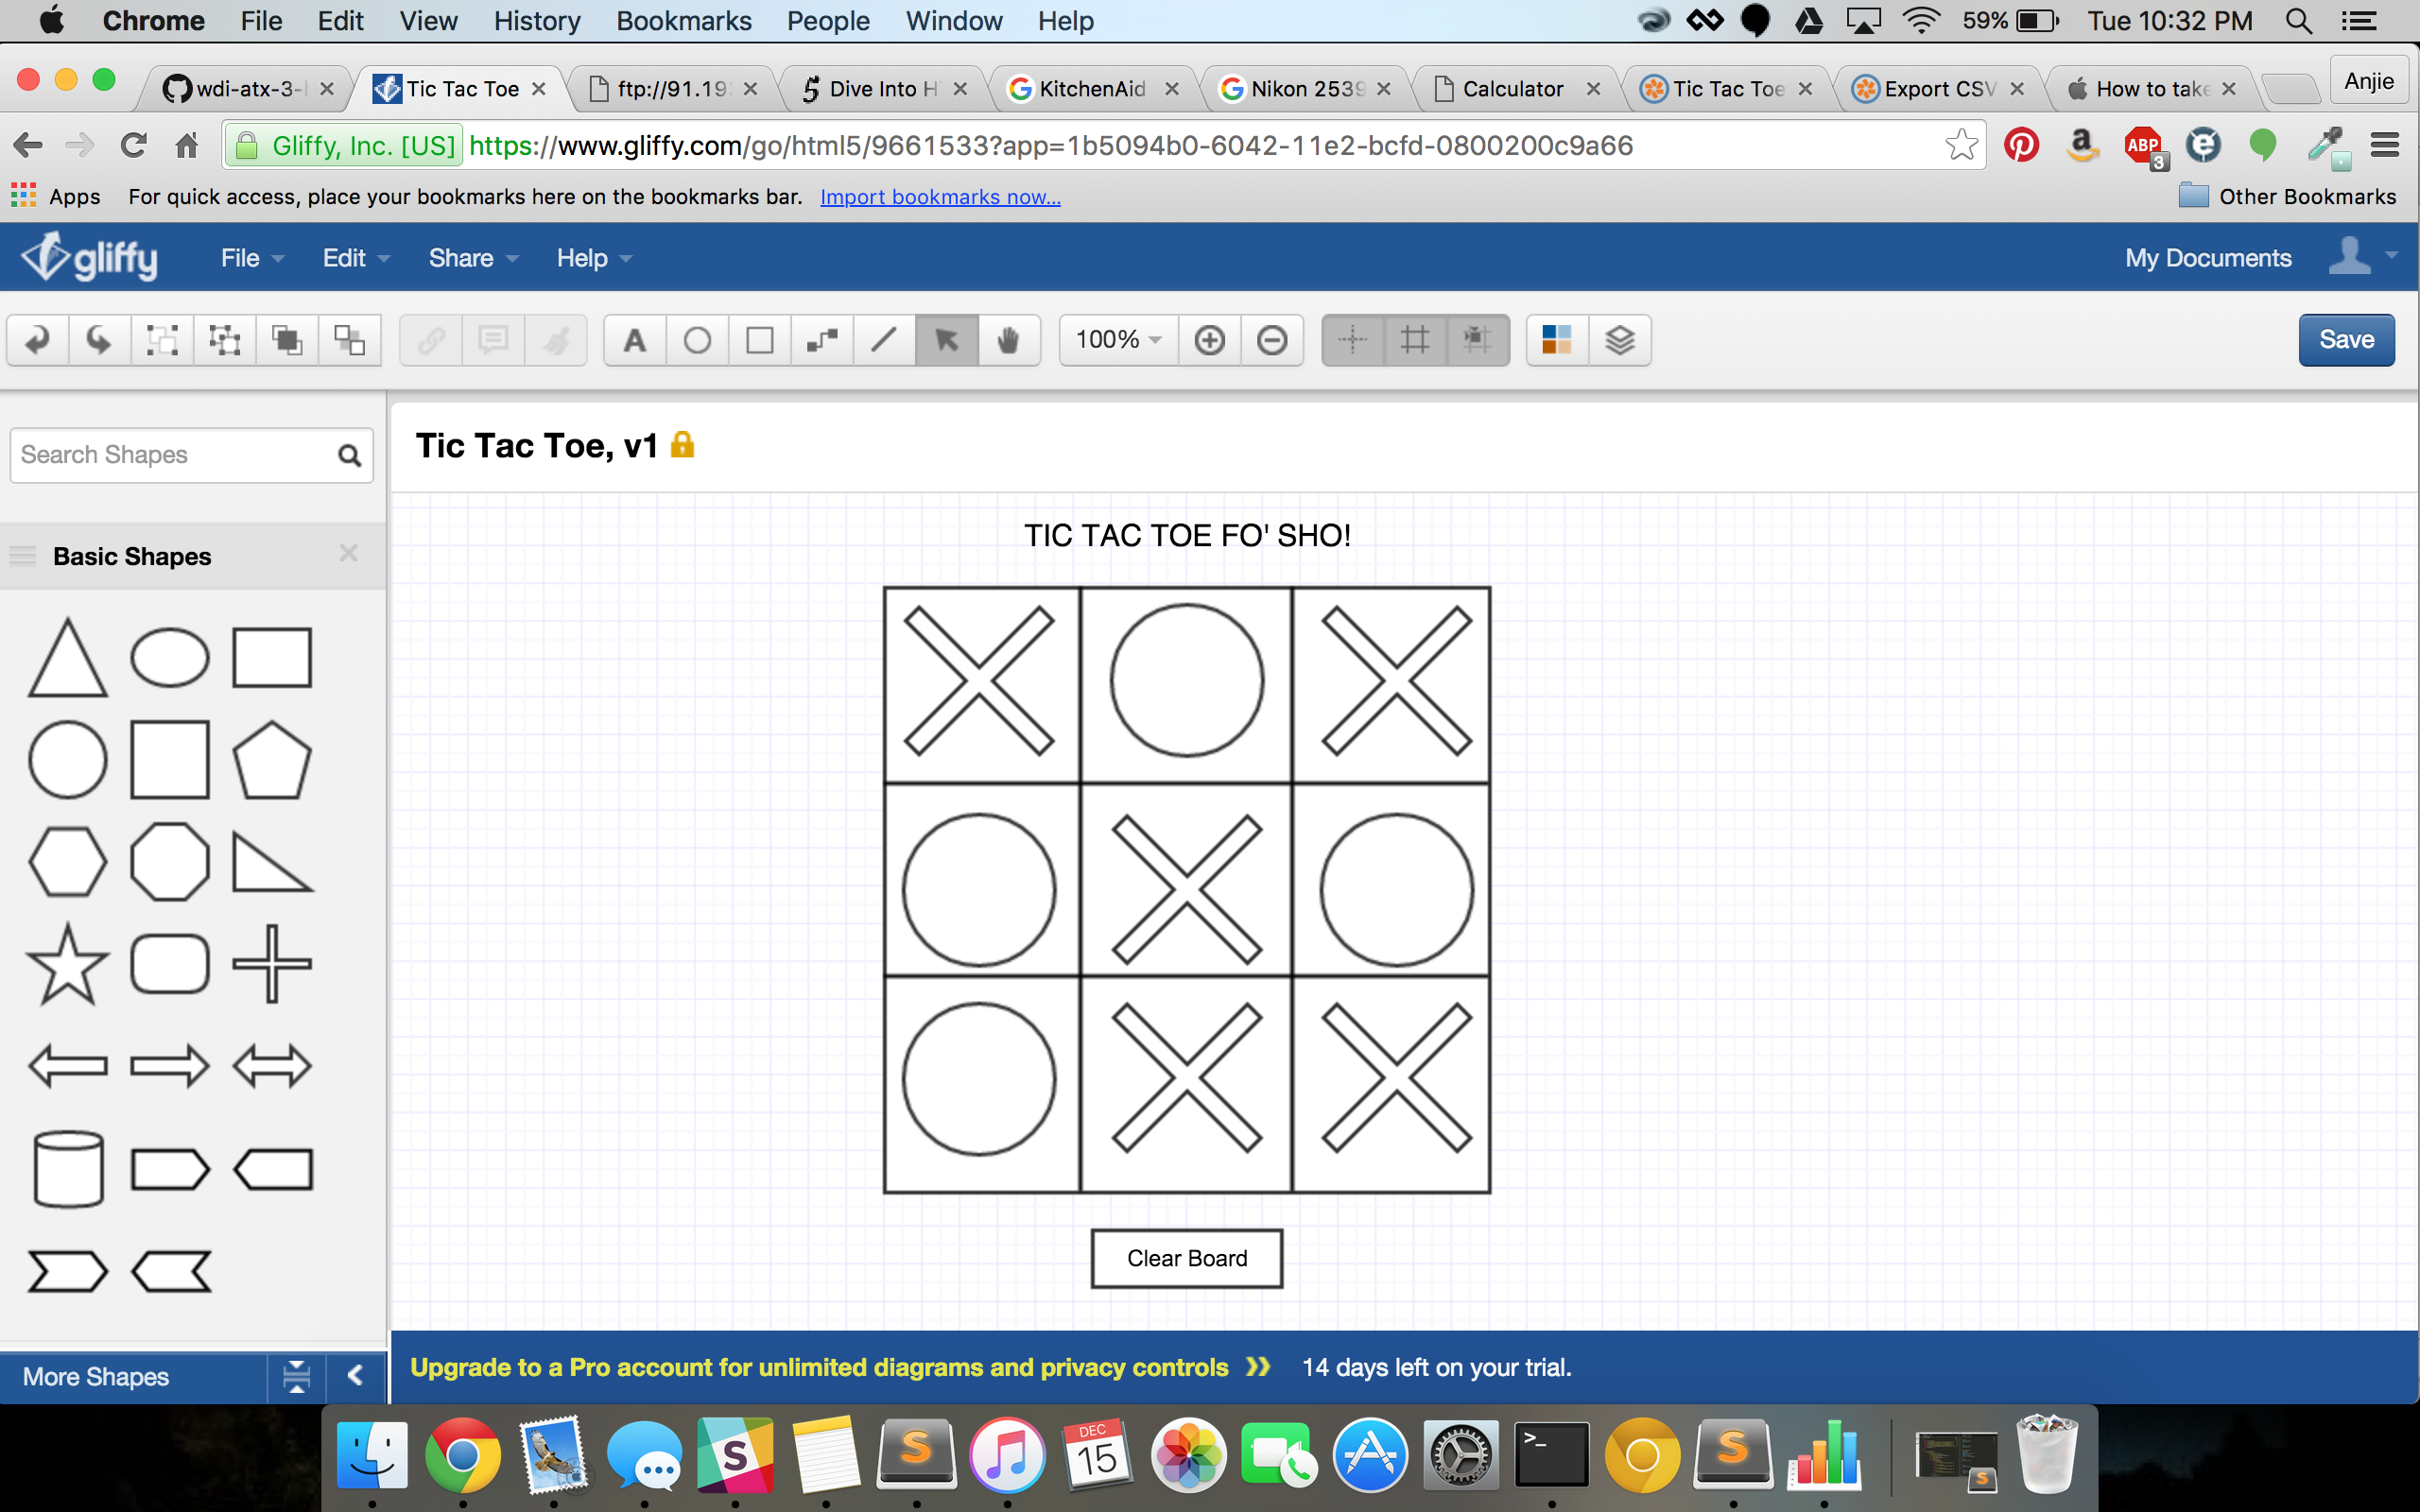 Chrome File Edit View History Bookmarks People Window Help 59% Tue 10:32 PM
wdi-atx-3- Tic Tac Toe ftp://91.19 Dive Into H KitchenAid Nikon 2539 Calculator Tic Tac Toe Export CSV How to take Anjie
Gliffy, Inc. [US] https://www.gliffy.com/go/html5/9661533?app=1b5094b0-6042-11e2-bcfd-0800200c9a66 ABP 3
Apps For quick access, place your bookmarks here on the bookmarks bar. Import bookmarks now... Other Bookmarks
gliffy File Edit Share Help My Documents
A 100% Save
Search Shapes
Tic Tac Toe, v1
Basic Shapes
TIC TAC TOE FO' SHO!
Clear Board
More Shapes
Upgrade to a Pro account for unlimited diagrams and privacy controls 14 days left on your trial.
DEC
15